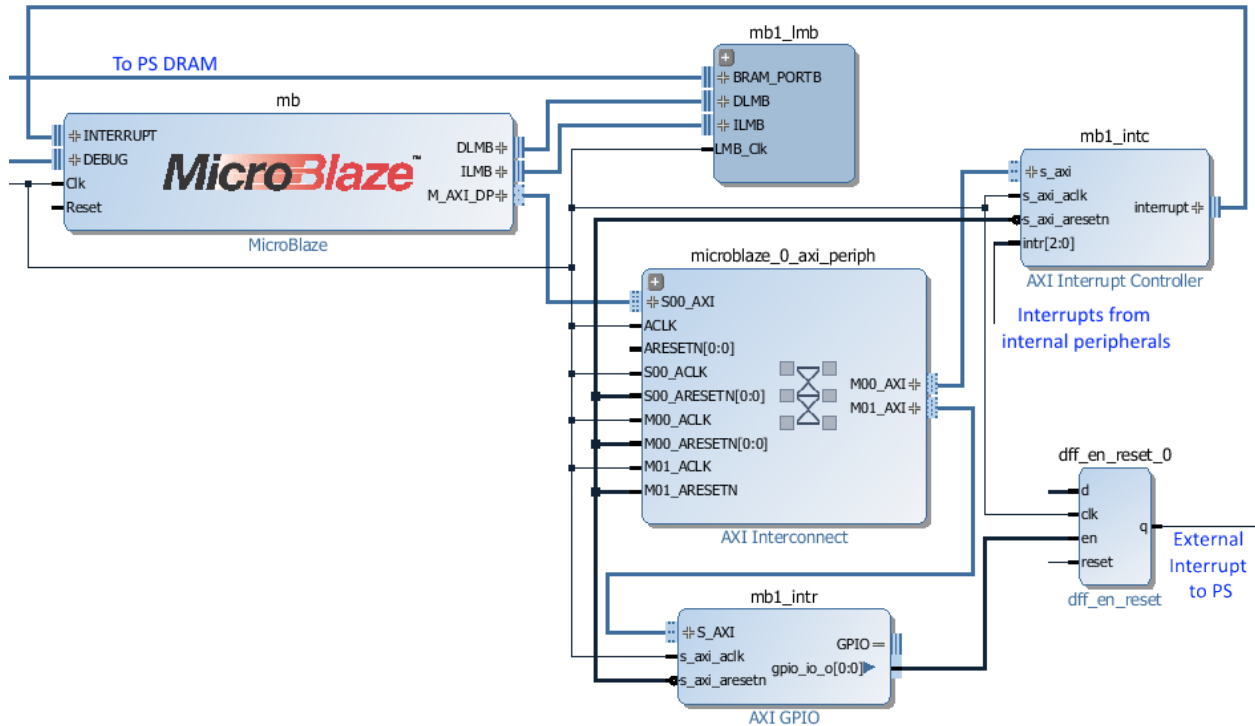 To PS DRAM
mb
INTERRUPT
DEBUG
Clk
Reset
MicroBlaze™
DLMB
ILMB
M_AXI_DP
MicroBlaze
mb1_lmb
BRAM_PORTB
DLMB
ILMB
LMB_Clk
mb1_intc
s_axi
s_axi_aclk
s_axi_aresetn
intr[2:0]
interrupt
AXI Interrupt Controller
Interrupts from
internal peripherals
microblaze_0_axi_periph
S00_AXI
ACLK
ARESETN[0:0]
S00_ACLK
S00_ARESETN[0:0]
M00_ACLK
M00_ARESETN[0:0]
M01_ACLK
M01_ARESETN
M00_AXI
M01_AXI
AXI Interconnect
dff_en_reset_0
d
clk
en
reset
q
dff_en_reset
External
Interrupt
to PS
mb1_intr
S_AXI
s_axi_aclk
s_axi_aresetn
GPIO
gpio_io_o[0:0]
AXI GPIO